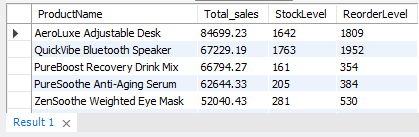 ProductName Total_sales StockLevel ReorderLevel
AeroLuxe Adjustable Desk 84699.23 1642 1809
QuickVibe Bluetooth Speaker 67229.19 1763 1952
PureBoost Recovery Drink Mix 66794.27 161 354
PureSoothe Anti-Aging Serum 62644.33 205 384
ZenSoothe Weighted Eye Mask 52040.43 281 530
Result 1